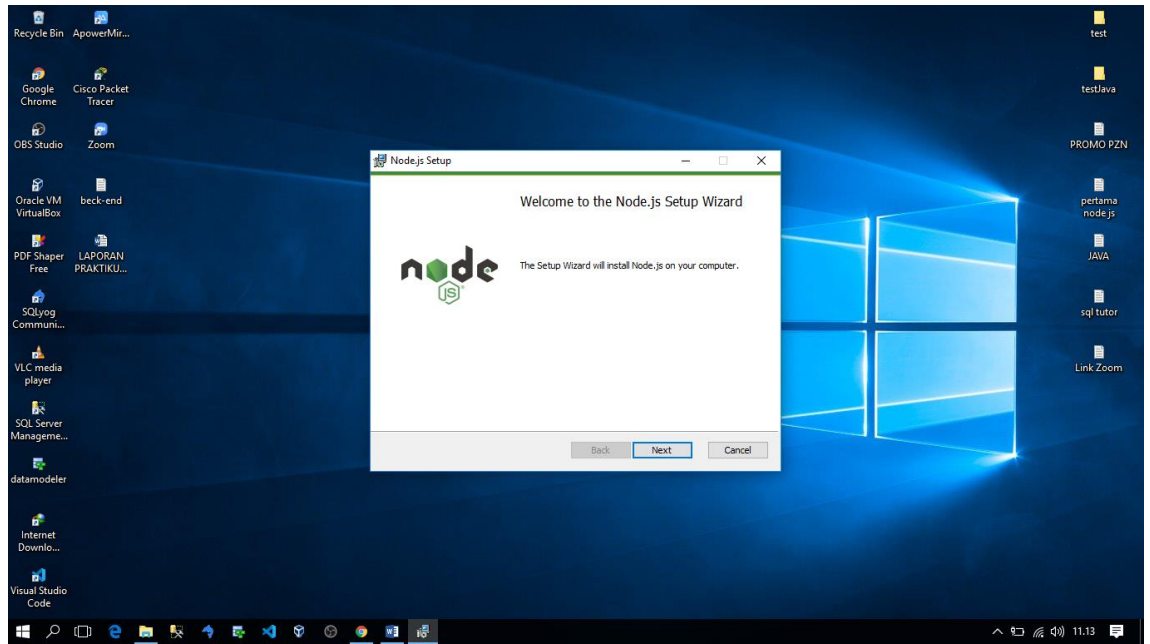 Recycle Bin
ApowerMir...
Google
Chrome
Cisco Packet
Tracer
OBS Studio
Zoom
Oracle VM
VirtualBox
beck-end
PDF Shaper
Free
LAPORAN
PRAKTIKU...
SQLyog
Communi...
VLC media
player
SQL Server
Manageme...
datamodeler
Internet
Downlo...
Visual Studio
Code
Node.js Setup
Welcome to the Node.js Setup Wizard
node
JS
The Setup Wizard will install Node.js on your computer.
Back
Next
Cancel
test
testJava
PROMO PZN
pertama
node js
JAVA
sql tutor
Link Zoom
11.13